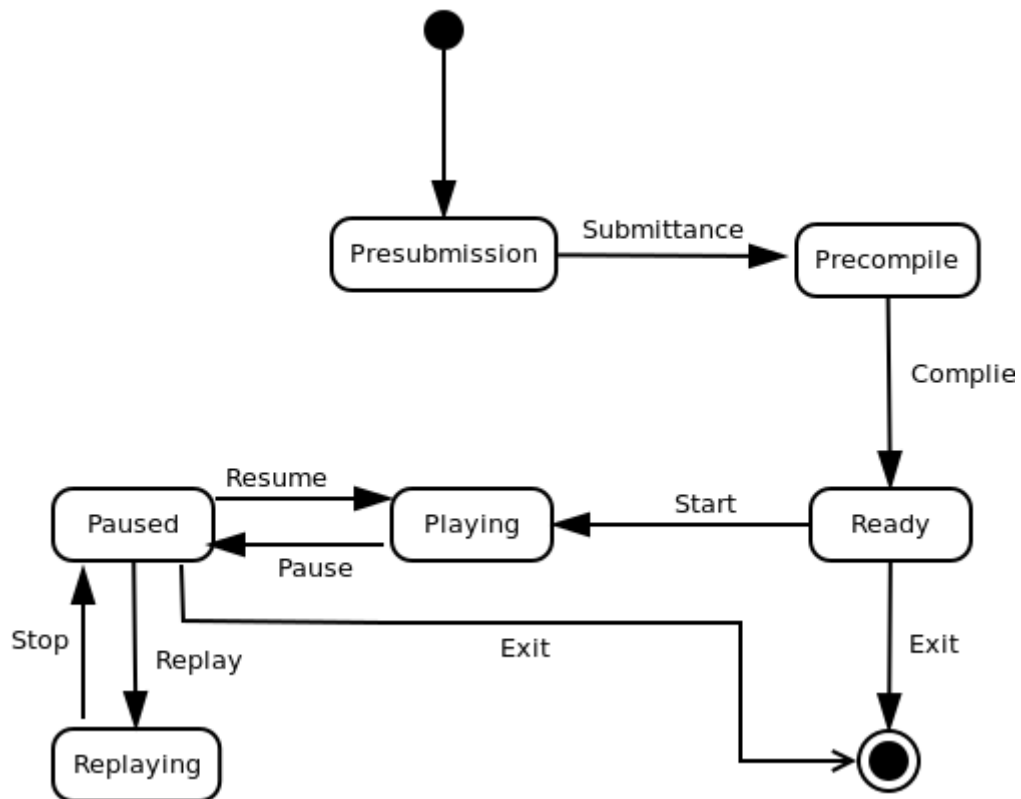 Submittance
Presubmission
Precompile
Complie
Resume
Start
Paused
Playing
Ready
Pause
Stop
Replay
Exit
Exit
Replaying